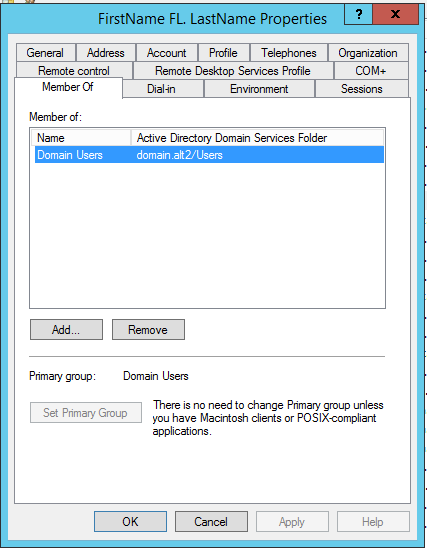 FirstName FL. LastName Properties
? x
General Address Account Profile Telephones Organization
Remote control Remote Desktop Services Profile COM+
Member Of Dial-in Environment Sessions
Member of:
Name Active Directory Domain Services Folder
Domain Users domain.alt2/Users
Add... Remove
Primary group: Domain Users
Set Primary Group There is no need to change Primary group unless
you have Macintosh clients or POSIX-compliant
applications.
OK Cancel Apply Help